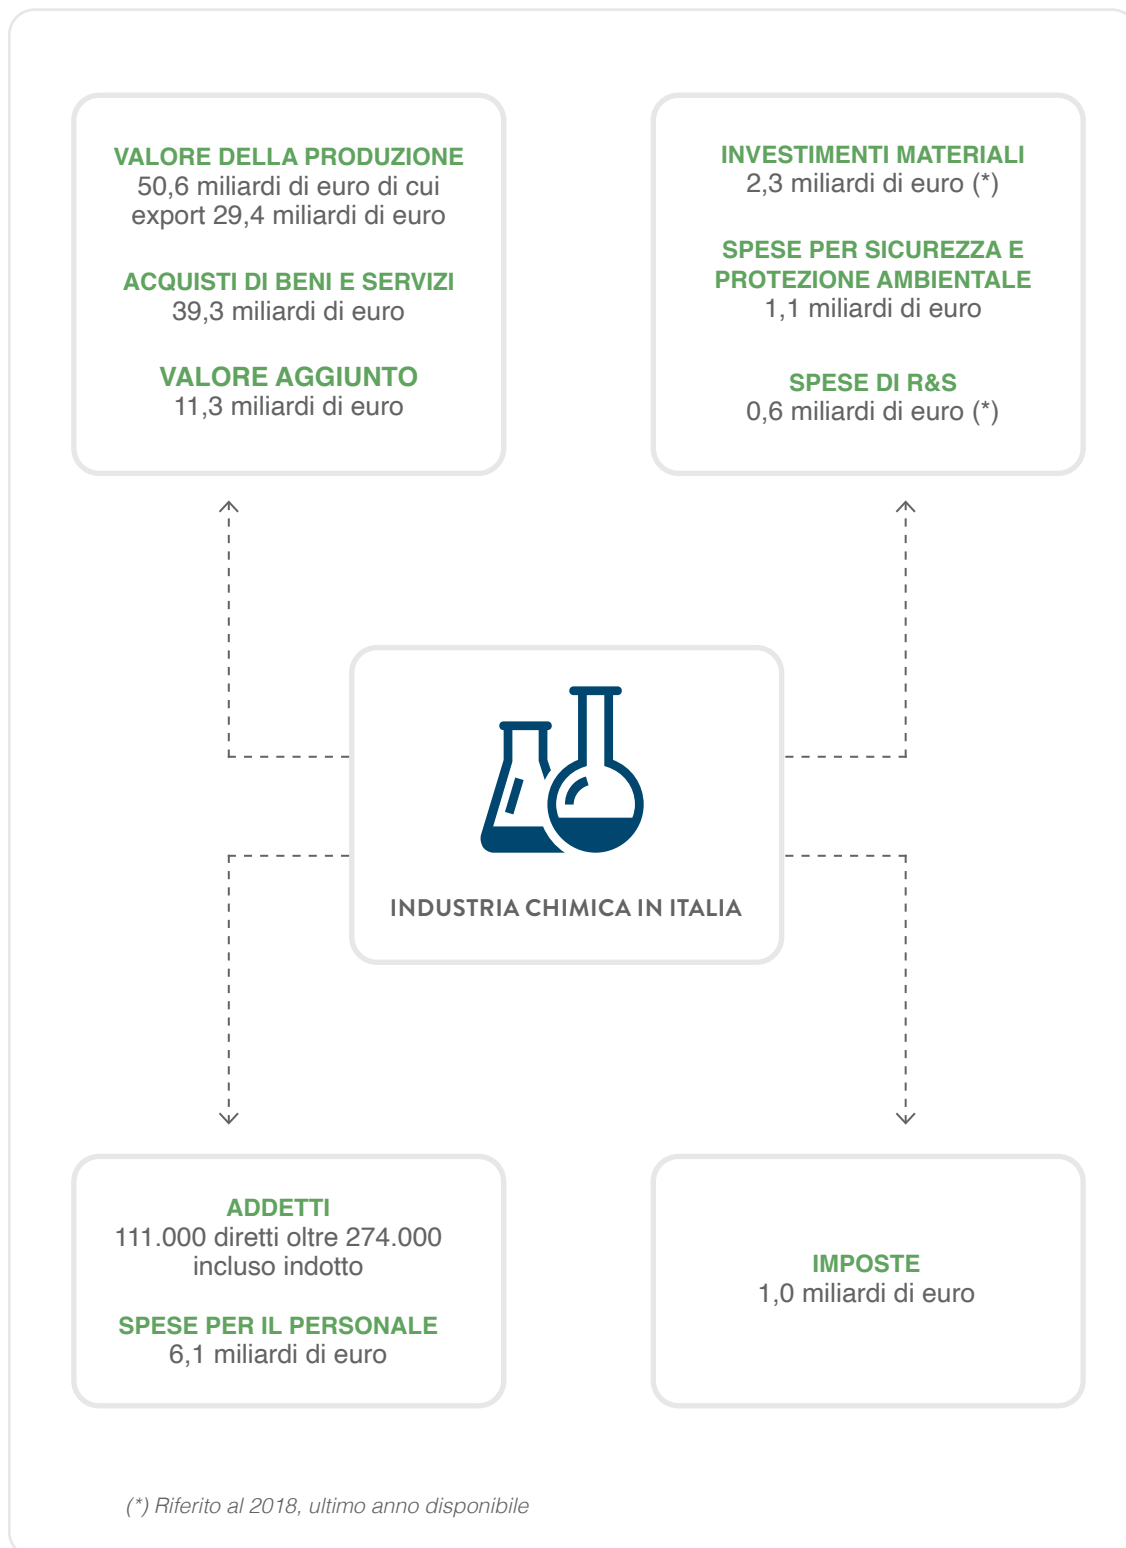 VALORE DELLA PRODUZIONE
50,6 miliardi di euro di cui
export 29,4 miliardi di euro
ACQUISTI DI BENI E SERVIZI
39,3 miliardi di euro
VALORE AGGIUNTO
11,3 miliardi di euro
INVESTIMENTI MATERIALI
2,3 miliardi di euro (*)
SPESE PER SICUREZZA E
PROTEZIONE AMBIENTALE
1,1 miliardi di euro
SPESE DI R&S
0,6 miliardi di euro (*)
INDUSTRIA CHIMICA IN ITALIA
ADDETTI
111.000 diretti oltre 274.000
incluso indotto
SPESE PER IL PERSONALE
6,1 miliardi di euro
IMPOSTE
1,0 miliardi di euro
(*) Riferito al 2018, ultimo anno disponibile